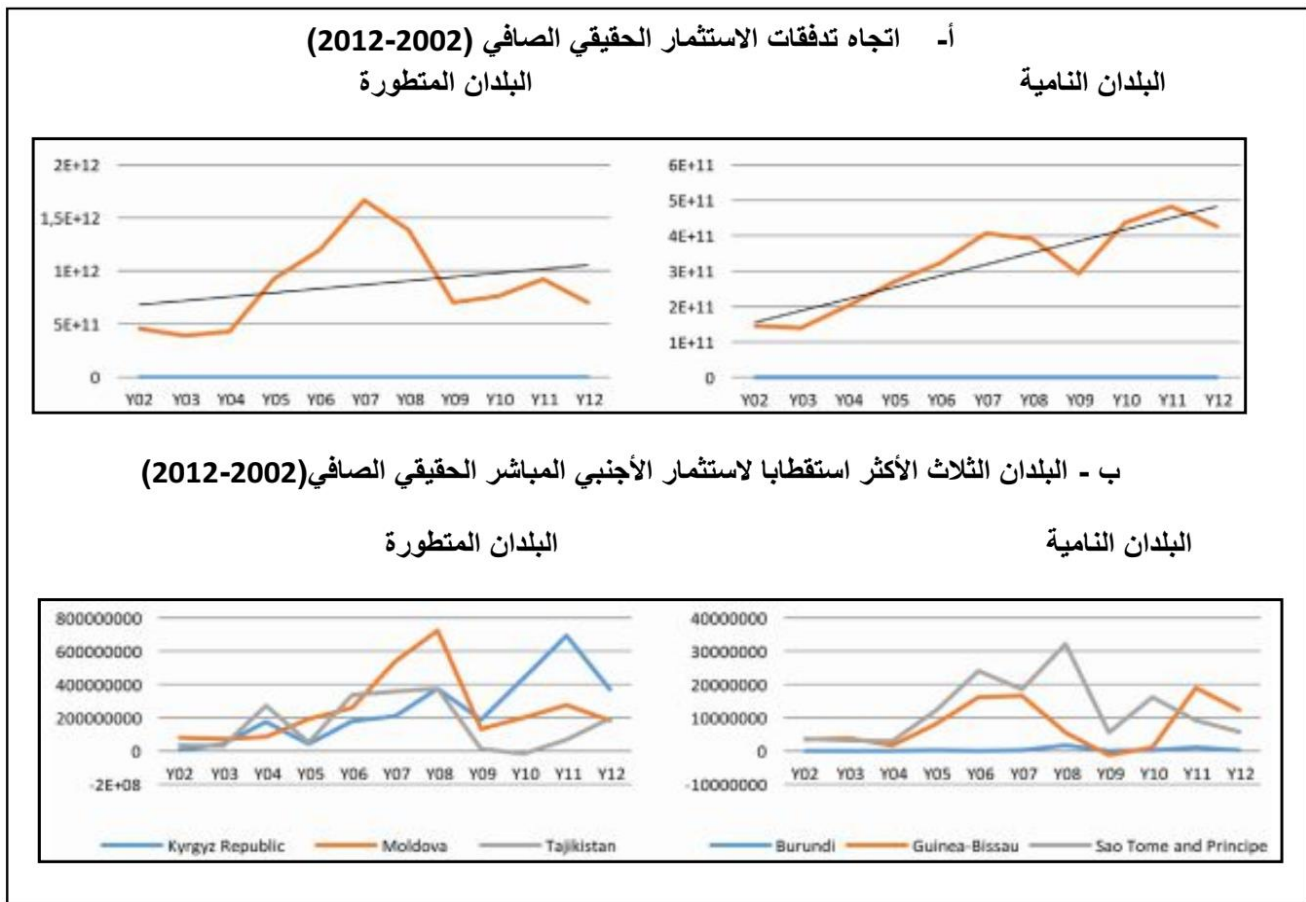 أ- اتجاه تدفقات الاستثمار الحقيقي الصافي (2002-2012)
البلدان النامية
البلدان المتطورة
2E+12
1,5E+12
1E+12
5E+11
0
Y02 Y03 Y04 Y05 Y06 Y07 Y08 Y09 Y10 Y11 Y12
6E+11
5E+11
4E+11
3E+11
2E+11
1E+11
0
Y02 Y03 Y04 Y05 Y06 Y07 Y08 Y09 Y10 Y11 Y12
ب - البلدان الثلاث الأكثر استقطابا لاستثمار الأجنبي المباشر الحقيقي الصافي(2002-2012)
البلدان النامية
البلدان المتطورة
800000000
600000000
400000000
200000000
0
-2E+08
Y02 Y03 Y04 Y05 Y06 Y07 Y08 Y09 Y10 Y11 Y12
Kyrgyz Republic Moldova Tajikistan
40000000
30000000
20000000
10000000
0
-10000000
Y02 Y03 Y04 Y05 Y06 Y07 Y08 Y09 Y10 Y11 Y12
Burundi Guinea-Bissau Sao Tome and Principe